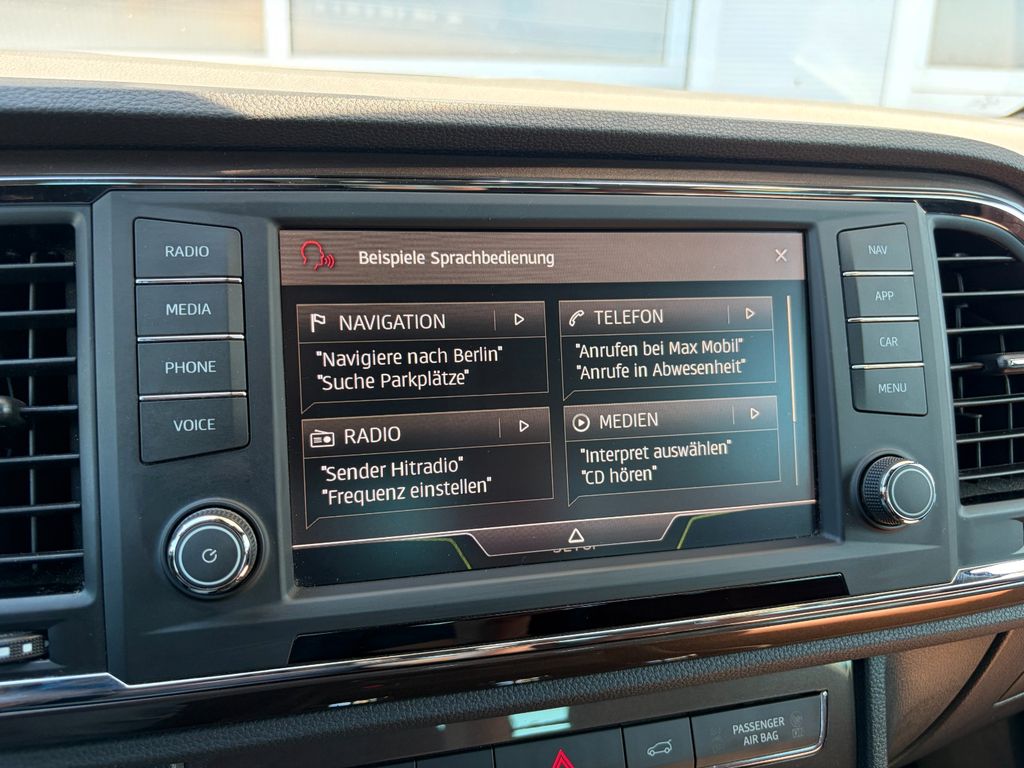 RADIO
MEDIA
PHONE
VOICE
Beispiele Sprachbedienung
NAVIGATION
"Navigiere nach Berlin"
"Suche Parkplätze"
TELEFON
"Anrufen bei Max Mobil"
"Anrufe in Abwesenheit"
RADIO
"Sender Hitradio"
"Frequenz einstellen"
MEDIEN
"Interpret auswählen"
"CD hören"
SETUP
NAV
APP
CAR
MENU
PASSENGER
AIR BAG